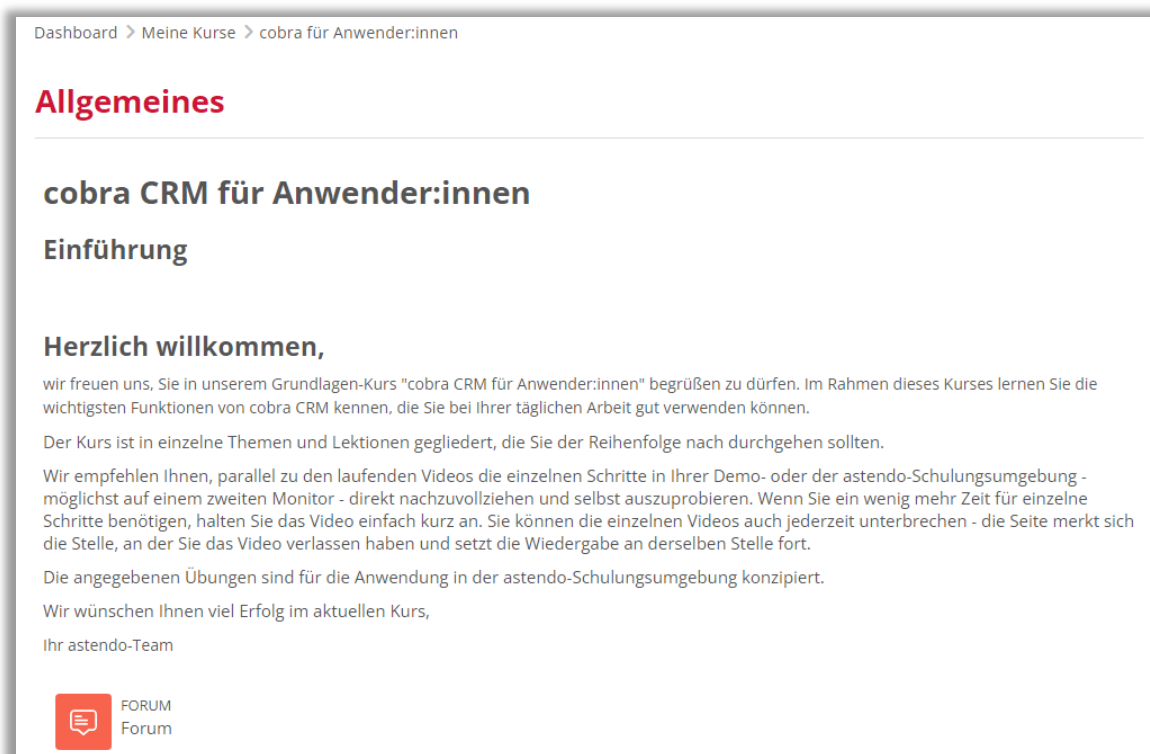 Dashboard > Meine Kurse > cobra für Anwender:innen
Allgemeines
cobra CRM für Anwender:innen
Einführung
Herzlich willkommen,
wir freuen uns, Sie in unserem Grundlagen-Kurs "cobra CRM für Anwender:innen" begrüßen zu dürfen. Im Rahmen dieses Kurses lernen Sie die
wichtigsten Funktionen von cobra CRM kennen, die Sie bei Ihrer täglichen Arbeit gut verwenden können.
Der Kurs ist in einzelne Themen und Lektionen gegliedert, die Sie der Reihenfolge nach durchgehen sollten.
Wir empfehlen Ihnen, parallel zu den laufenden Videos die einzelnen Schritte in Ihrer Demo- oder der astendo-Schulungsumgebung -
möglichst auf einem zweiten Monitor - direkt nachzuvollziehen und selbst auszuprobieren. Wenn Sie ein wenig mehr Zeit für einzelne
Schritte benötigen, halten Sie das Video einfach kurz an. Sie können die einzelnen Videos auch jederzeit unterbrechen - die Seite merkt sich
die Stelle, an der Sie das Video verlassen haben und setzt die Wiedergabe an derselben Stelle fort.
Die angegebenen Übungen sind für die Anwendung in der astendo-Schulungsumgebung konzipiert.
Wir wünschen Ihnen viel Erfolg im aktuellen Kurs,
Ihr astendo-Team
FORUM
Forum